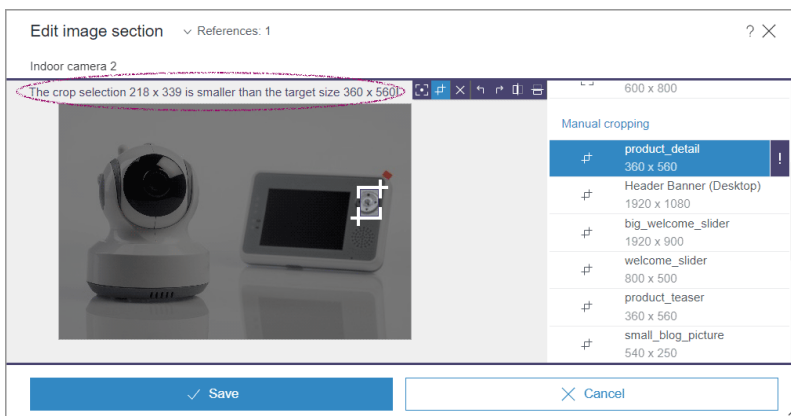 Edit image section
References: 1
?
Indoor camera 2
The crop selection 218 x 339 is smaller than the target size 360 x 560
600 x 800
Manual cropping
product_detail
360 x 560
!
Header Banner (Desktop)
1920 x 1080
big_welcome_slider
1920 x 900
welcome_slider
800 x 500
product_teaser
360 x 560
small_blog_picture
540 x 250
Save
Cancel